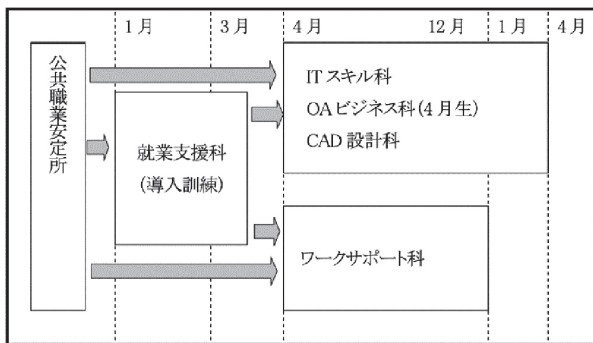 1月
3月
4月
12月
1月
4月
公共職業安定所
就業支援科
(導入訓練)
ITスキル科
OAビジネス科(4月生)
CAD設計科
ワークサポート科